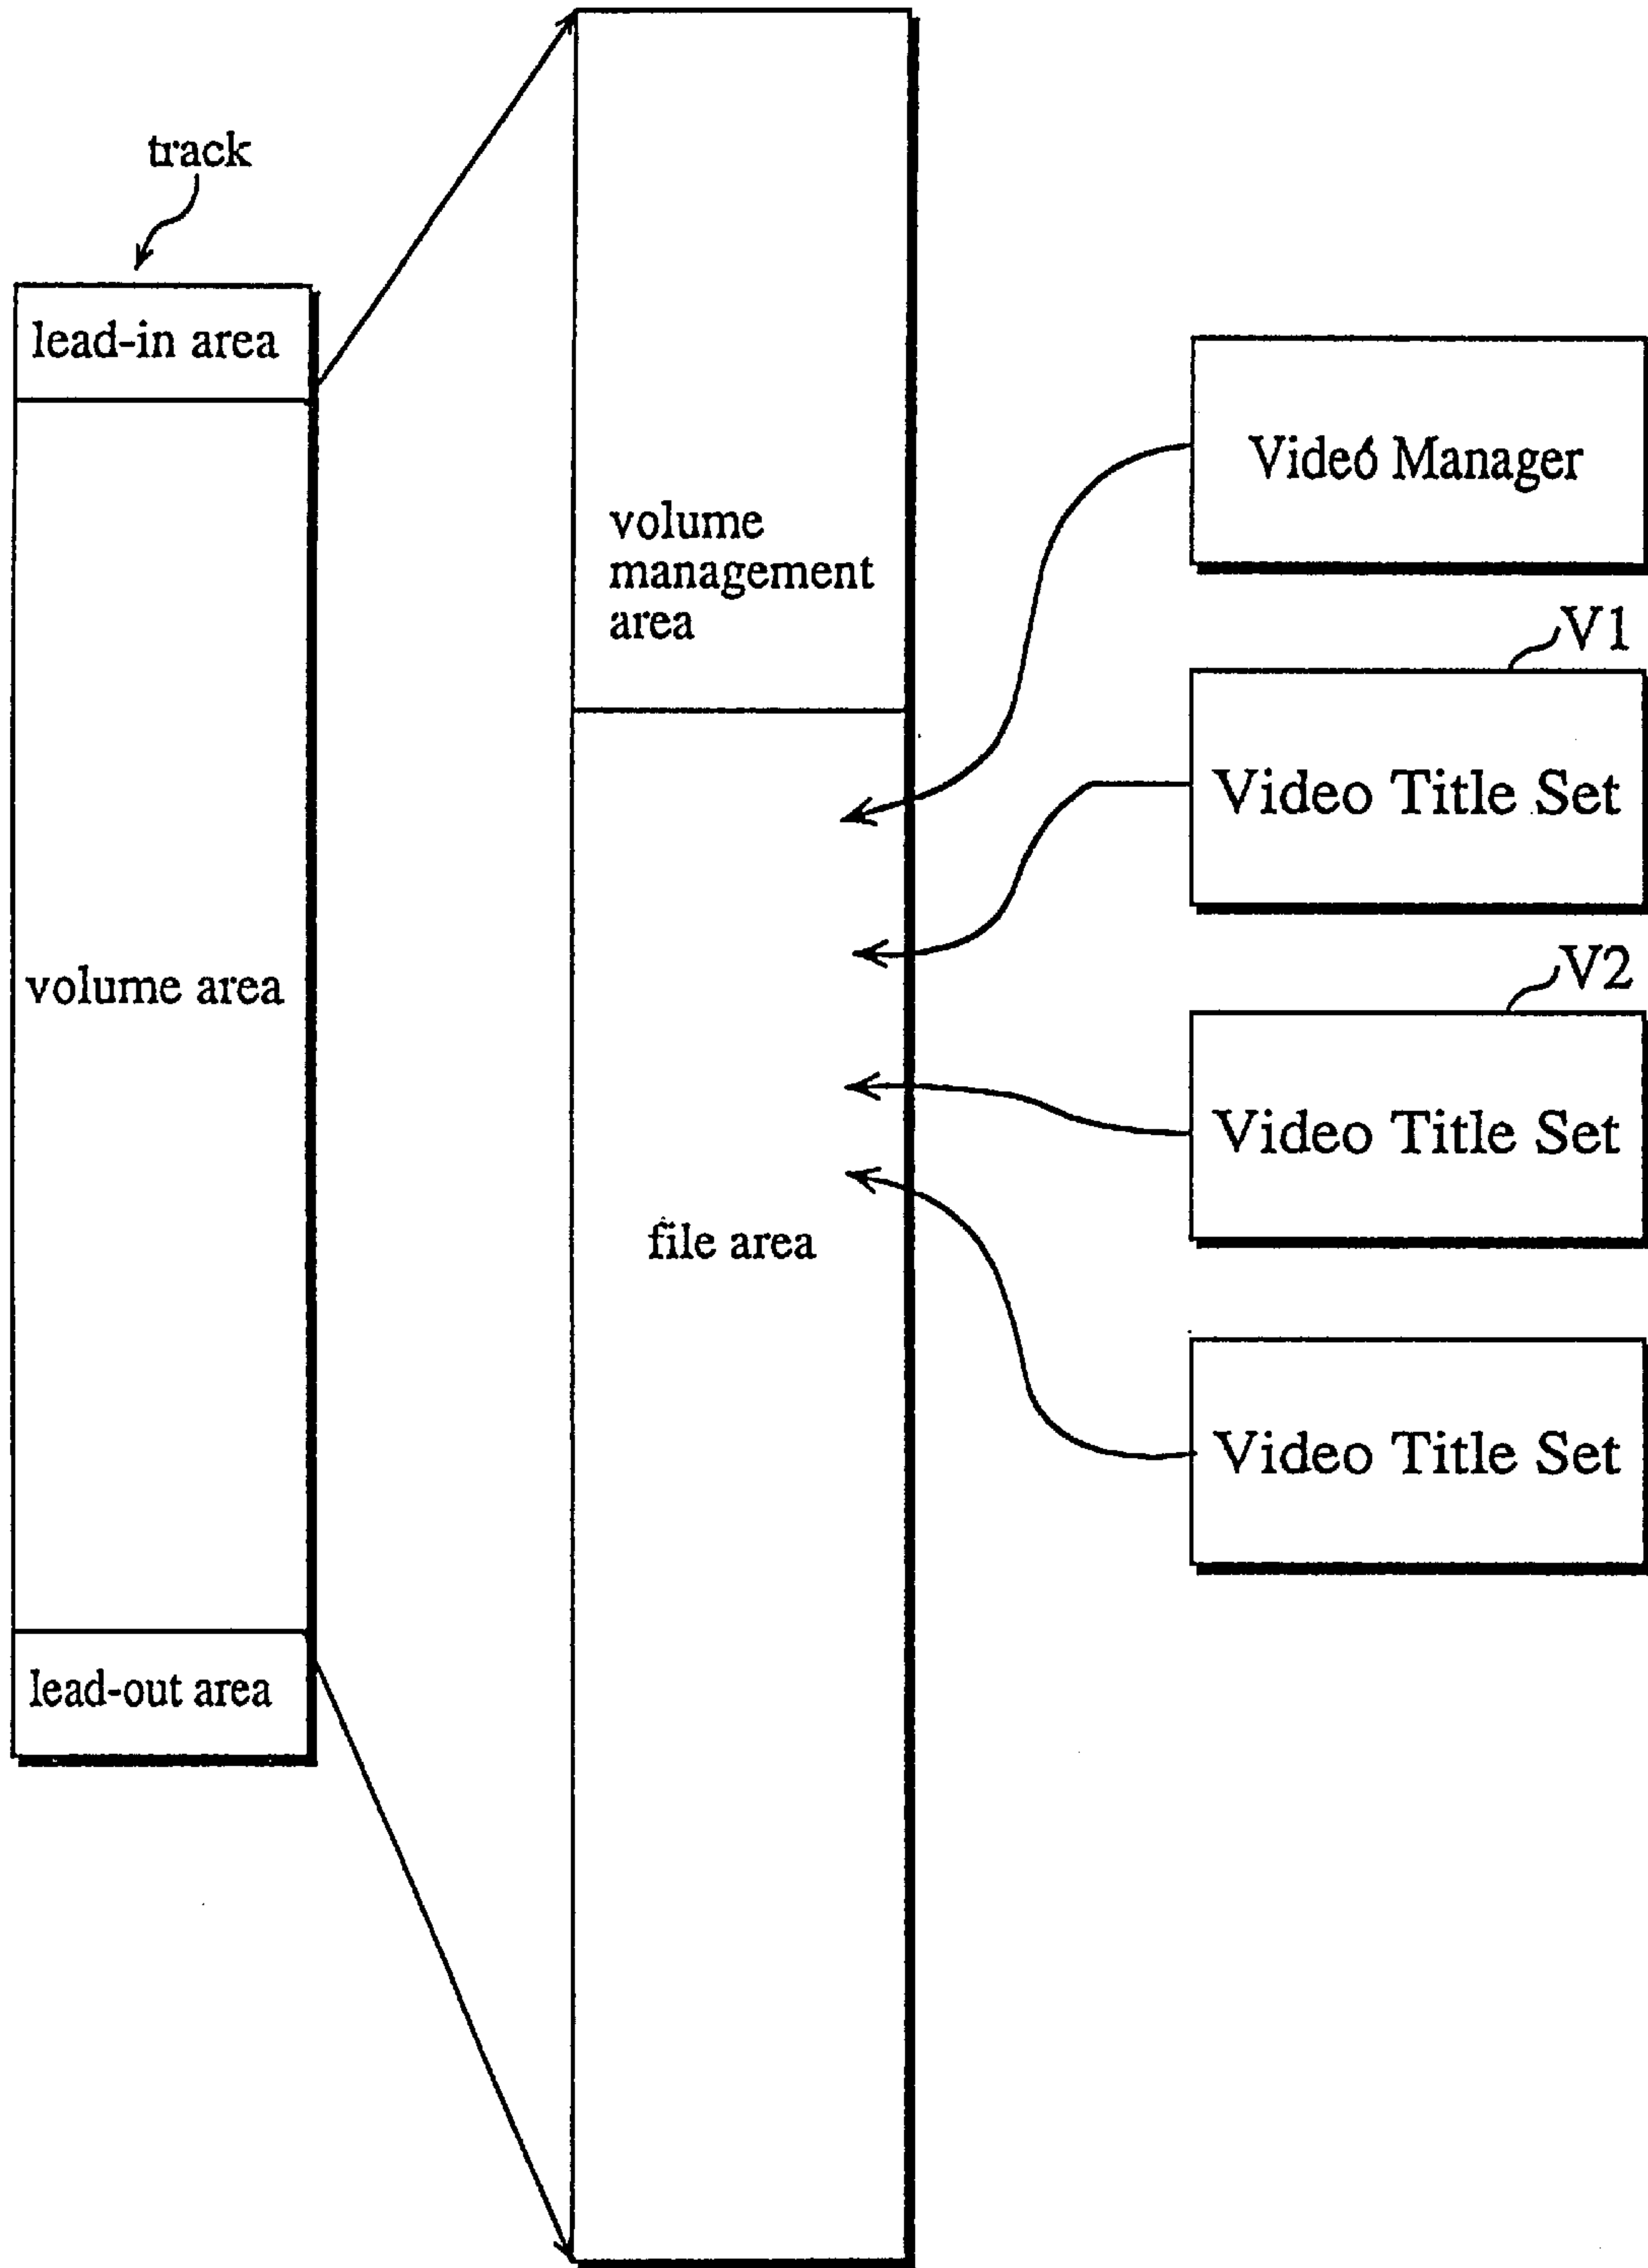 track
lead-in area
volume area
lead-out area
volume
management
area
file area
Video Manager
V1
Video Title Set
V2
Video Title Set
Video Title Set